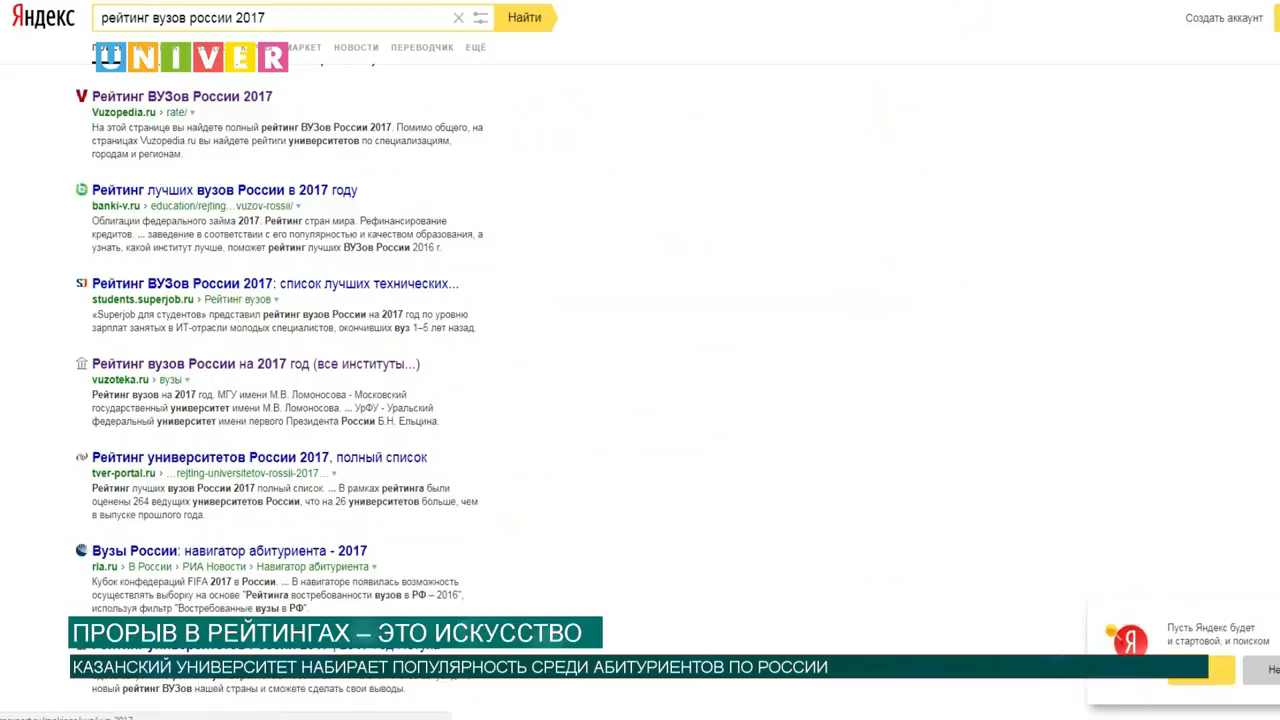 Яндекс
рейтинг вузов россии 2017
Найти
Создать аккаунт
МАРКЕТ НОВОСТИ ПЕРЕВОДЧИК ЕЩЁ
UNIVER
Рейтинг ВУЗов России 2017
Vuzopedia.ru › rate/
На этой странице вы найдете полный рейтинг ВУЗов России 2017. Помимо общего, на
страницах Vuzopedia.ru вы найдете рейтиги университетов по специализациям,
городам и регионам.
Рейтинг лучших вузов России в 2017 году
banki-v.ru › education/rejting...vuzov-rossii/
Облигации федерального займа 2017. Рейтинг стран мира. Рефинансирование
кредитов. ... заведение в соответствии с его популярностью и качеством образования, а
узнать, какой институт лучше, поможет рейтинг лучших ВУЗов России 2016 г.
Рейтинг ВУЗов России 2017: список лучших технических...
students.superjob.ru › Рейтинг вузов
«Superjob для студентов» представил рейтинг вузов России на 2017 год по уровню
зарплат занятых в ИТ-отрасли молодых специалистов, окончивших вуз 1–5 лет назад.
Рейтинг вузов России на 2017 год (все институты...)
vuzoteka.ru › вузы
Рейтинг вузов на 2017 год. МГУ имени М.В. Ломоносова - Московский
государственный университет имени М.В. Ломоносова. ... УрФУ - Уральский
федеральный университет имени первого Президента России Б.Н. Ельцина.
Рейтинг университетов России 2017, полный список
tver-portal.ru › ...rejting-universitetov-rossii-2017...
Рейтинг лучших вузов России 2017 полный список. ... В рамках рейтинга были
оценены 264 ведущих университетов России, что на 26 университетов больше, чем
в выпуске прошлого года.
Вузы России: навигатор абитуриента - 2017
ria.ru › В России › РИА Новости › Навигатор абитуриента
Кубок конфедераций FIFA 2017 в России. ... В навигаторе появилась возможность
осуществлять выборку на основе "Рейтинга востребованности вузов в РФ – 2016",
используя фильтр "Востребованные вузы в РФ".
Пусть Яндекс будет
и стартовой, и поиском
ПРОРЫВ В РЕЙТИНГАХ – ЭТО ИСКУССТВО
КАЗАНСКИЙ УНИВЕРСИТЕТ НАБИРАЕТ ПОПУЛЯРНОСТЬ СРЕДИ АБИТУРИЕНТОВ ПО РОССИИ
новый рейтинг ВУЗов нашей страны и сможете сделать свои выводы.